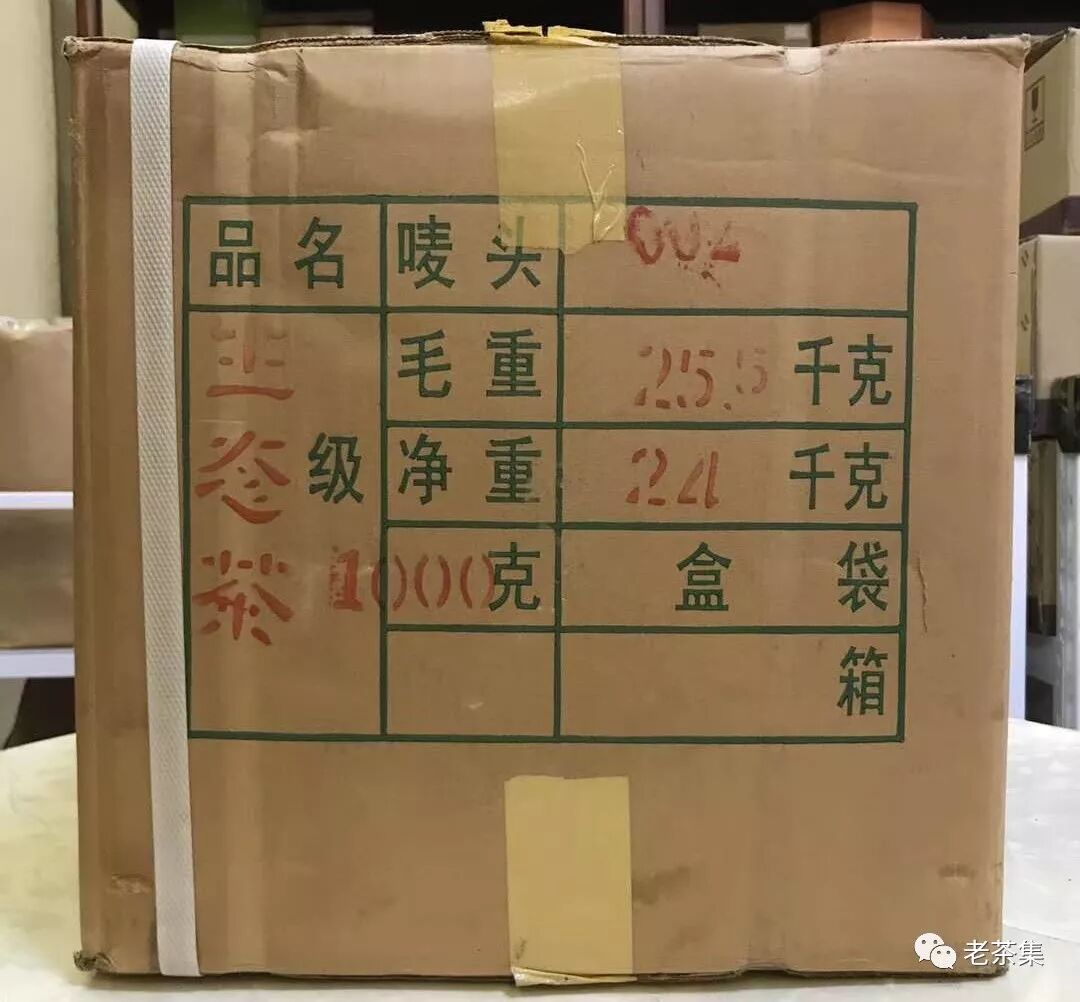 品名 唛头
毛重 25.5 千克
级 净重 24 千克
茶 1000克 盒 袋
箱
老茶集